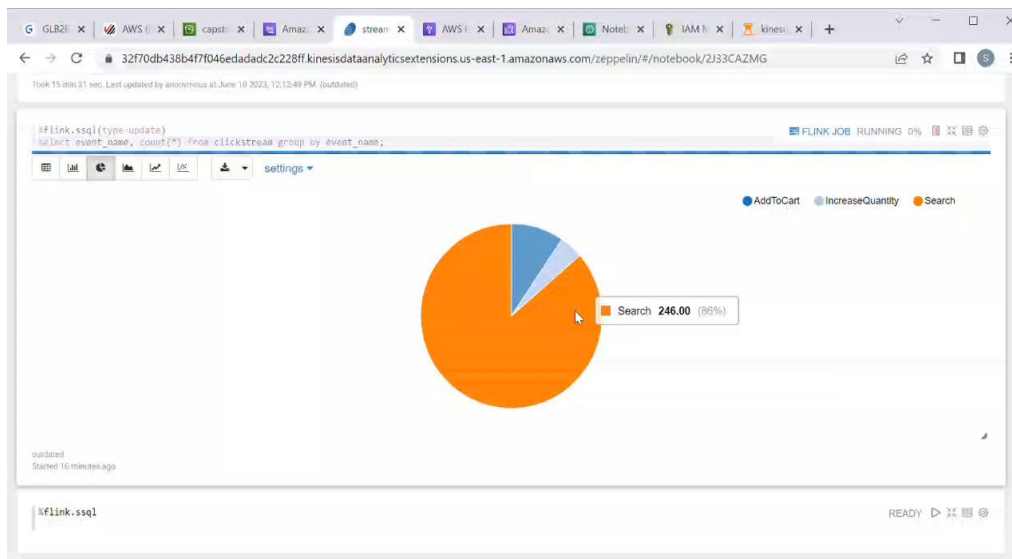 GLB2E
AWS (
capst
Amaz
stream
AWS (
Amaz
Noteb
IAM M
kinesi
32f70db438b4f7f046edadadc2c228ff.kinesisdataanalyticsextensions.us-east-1.amazonaws.com/zeppelin/#/notebook/2J33CAZMG
S
Took 15 min 31 sec. Last updated by anonymous at June 10 2023, 12:13:49 PM. (outdated)
%flink.ssql(type=update)
FLINK JOB RUNNING 0%
select event_name, count(*) from clickstream group by event_name;
settings
AddToCart IncreaseQuantity Search
Search 246.00 (86%)
outdated
Started 16 minutes ago
%flink.ssql
READY